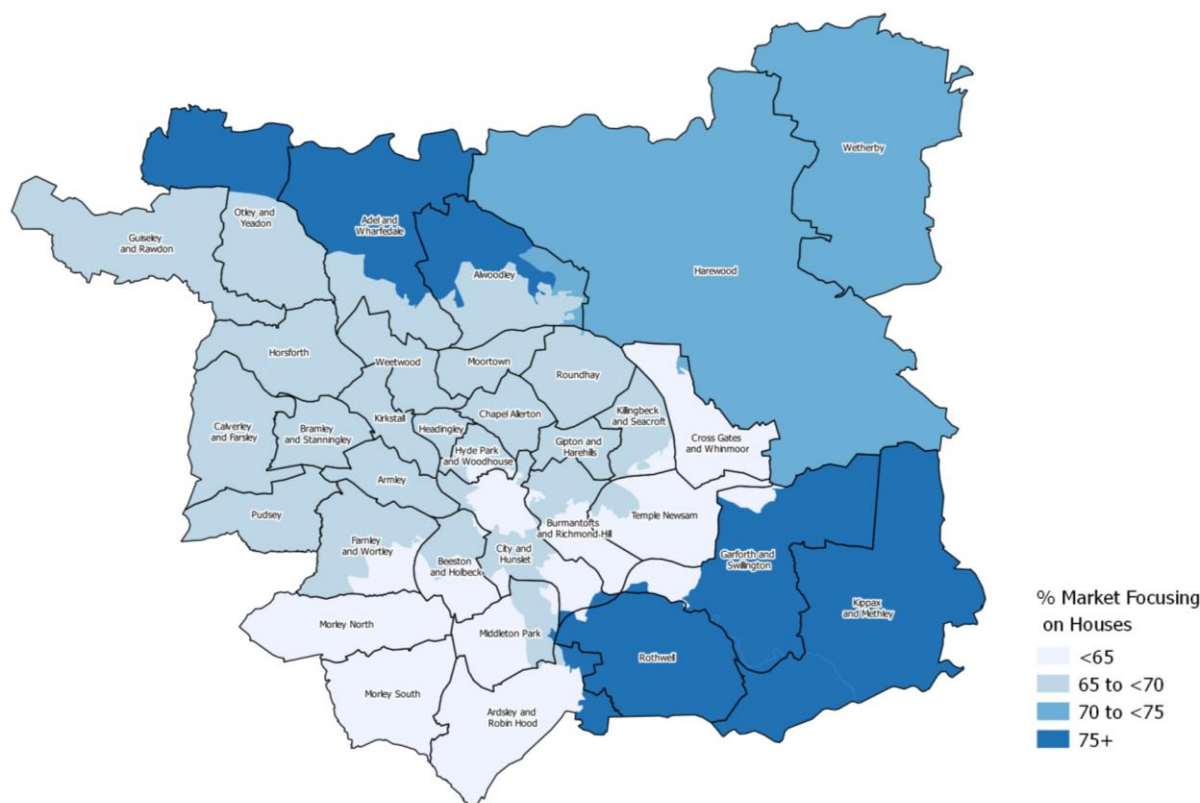 Wetherby
Otley and
Yeadon
Guiseley
and Rawdon
Adel and
Wharfedale
Alwoodley
Harewood
Horsforth
Weetwood
Moortown
Roundhay
Calverley
and Farsley
Bramley
and Stanningley
Kirkstall
Headingley
Chapel Allerton
Killingbeck
and Seacroft
Cross Gates
and Whinmoor
Hyde Park
and Woodhouse
Gipton and
Harehills
Armley
Pudsey
Farnley
and Wortley
Beeston
and Holbeck
City and
Hunslet
Burmantofts
and Richmond Hill
Temple Newsam
Garforth and
Swillington
Kippax
and Methley
Morley North
Middleton Park
Rothwell
Morley South
Ardsley and
Robin Hood
% Market Focusing
on Houses
<65
65 to <70
70 to <75
75+